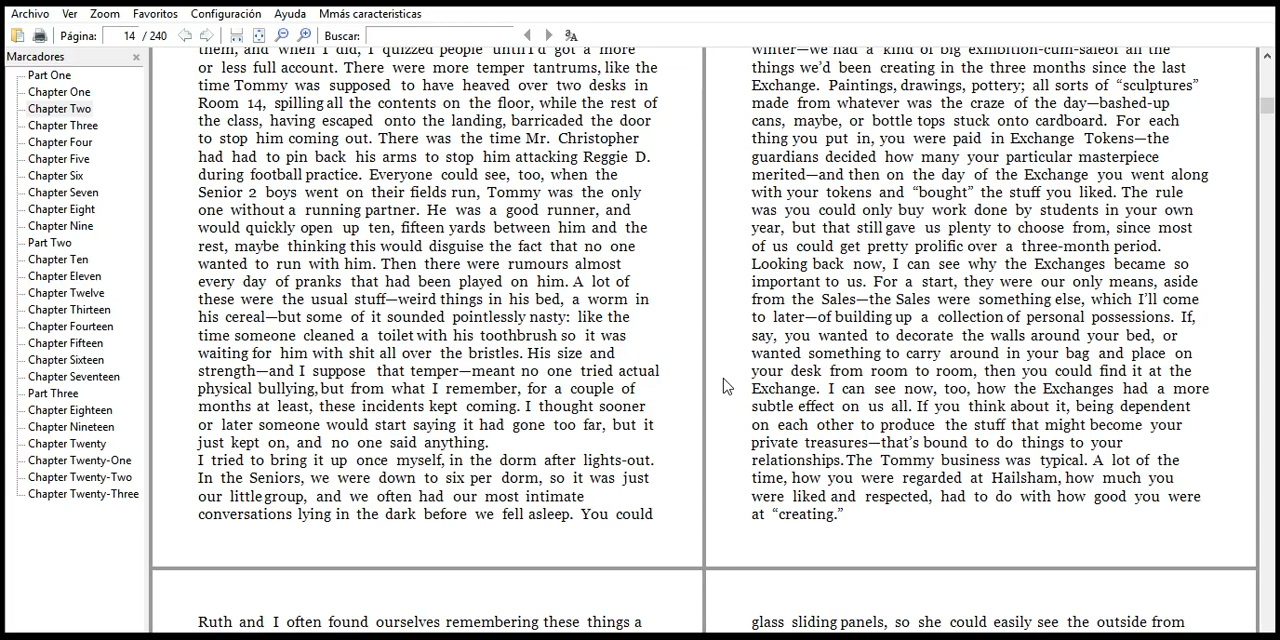 Archivo Ver Zoom Favoritos Configuración Ayuda Mmás caracteristicas
Página: 14 / 240 Buscar:
Marcadores
Part One
Chapter One
Chapter Two
Chapter Three
Chapter Four
Chapter Five
Chapter Six
Chapter Seven
Chapter Eight
Chapter Nine
Part Two
Chapter Ten
Chapter Eleven
Chapter Twelve
Chapter Thirteen
Chapter Fourteen
Chapter Fifteen
Chapter Sixteen
Chapter Seventeen
Part Three
Chapter Eighteen
Chapter Nineteen
Chapter Twenty
Chapter Twenty-One
Chapter Twenty-Two
Chapter Twenty-Three
them, and when I did, I quizzed people until I'd got a more
or less full account. There were more temper tantrums, like the
time Tommy was supposed to have heaved over two desks in
Room 14, spilling all the contents on the floor, while the rest of
the class, having escaped onto the landing, barricaded the door
to stop him coming out. There was the time Mr. Christopher
had had to pin back his arms to stop him attacking Reggie D.
during football practice. Everyone could see, too, when the
Senior 2 boys went on their fields run, Tommy was the only
one without a running partner. He was a good runner, and
would quickly open up ten, fifteen yards between him and the
rest, maybe thinking this would disguise the fact that no one
wanted to run with him. Then there were rumours almost
every day of pranks that had been played on him. A lot of
these were the usual stuff—weird things in his bed, a worm in
his cereal—but some of it sounded pointlessly nasty: like the
time someone cleaned a toilet with his toothbrush so it was
waiting for him with shit all over the bristles. His size and
strength—and I suppose that temper—meant no one tried actual
physical bullying, but from what I remember, for a couple of
months at least, these incidents kept coming. I thought sooner
or later someone would start saying it had gone too far, but it
just kept on, and no one said anything.
I tried to bring it up once myself, in the dorm after lights-out.
In the Seniors, we were down to six per dorm, so it was just
our little group, and we often had our most intimate
conversations lying in the dark before we fell asleep. You could
winter—we had a kind of big exhibition-cum-saleof all the
things we'd been creating in the three months since the last
Exchange. Paintings, drawings, pottery; all sorts of “sculptures”
made from whatever was the craze of the day—bashed-up
cans, maybe, or bottle tops stuck onto cardboard. For each
thing you put in, you were paid in Exchange Tokens—the
guardians decided how many your particular masterpiece
merited—and then on the day of the Exchange you went along
with your tokens and “bought” the stuff you liked. The rule
was you could only buy work done by students in your own
year, but that still gave us plenty to choose from, since most
of us could get pretty prolific over a three-month period.
Looking back now, I can see why the Exchanges became so
important to us. For a start, they were our only means, aside
from the Sales—the Sales were something else, which I'll come
to later—of building up a collection of personal possessions. If,
say, you wanted to decorate the walls around your bed, or
wanted something to carry around in your bag and place on
your desk from room to room, then you could find it at the
Exchange. I can see now, too, how the Exchanges had a more
subtle effect on us all. If you think about it, being dependent
on each other to produce the stuff that might become your
private treasures—that's bound to do things to your
relationships. The Tommy business was typical. A lot of the
time, how you were regarded at Hailsham, how much you
were liked and respected, had to do with how good you were
at “creating.”
Ruth and I often found ourselves remembering these things a
glass sliding panels, so she could easily see the outside from